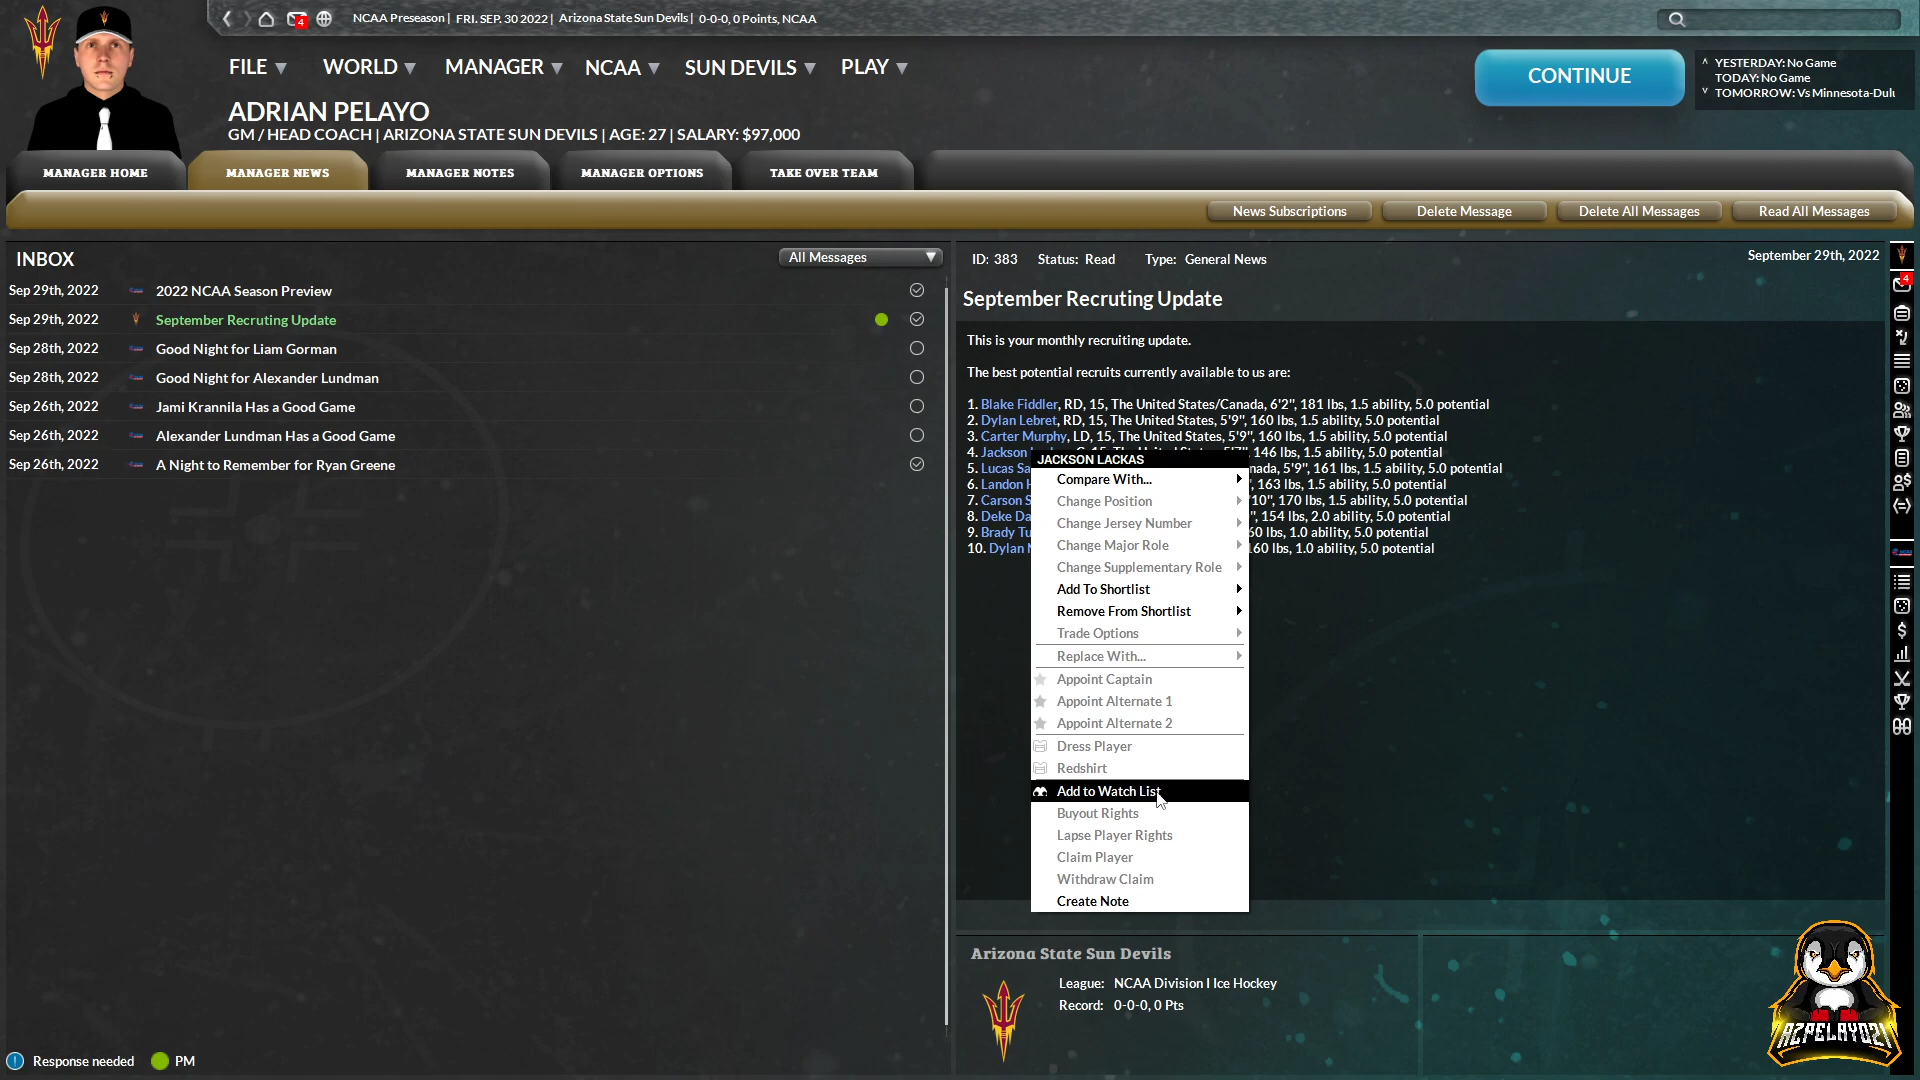 4
NCAA Preseason | FRI. SEP. 30 2022 | Arizona State Sun Devils | 0-0-0, 0 Points, NCAA
FILE WORLD MANAGER NCAA SUN DEVILS PLAY
CONTINUE
YESTERDAY: No Game
TODAY: No Game
TOMORROW: Vs Minnesota-Dulu
ADRIAN PELAYO
GM / HEAD COACH | ARIZONA STATE SUN DEVILS | AGE: 27 | SALARY: $97,000
MANAGER HOME MANAGER NEWS MANAGER NOTES MANAGER OPTIONS TAKE OVER TEAM
News Subscriptions Delete Message Delete All Messages Read All Messages
INBOX
All Messages
Sep 29th, 2022 2022 NCAA Season Preview
Sep 29th, 2022 September Recruting Update
Sep 28th, 2022 Good Night for Liam Gorman
Sep 28th, 2022 Good Night for Alexander Lundman
Sep 26th, 2022 Jami Krannila Has a Good Game
Sep 26th, 2022 Alexander Lundman Has a Good Game
Sep 26th, 2022 A Night to Remember for Ryan Greene
Response needed PM
ID: 383 Status: Read Type: General News
September 29th, 2022
4
September Recruting Update
This is your monthly recruiting update.
The best potential recruits currently available to us are:
1. Blake Fiddler, RD, 15, The United States/Canada, 6'2", 181 lbs, 1.5 ability, 5.0 potential
2. Dylan Lebret, RD, 15, The United States, 5'9", 160 lbs, 1.5 ability, 5.0 potential
3. Carter Murphy, LD, 15, The United States, 5'9", 160 lbs, 1.5 ability, 5.0 potential
4. Jackson 146 lbs, 1.5 ability, 5.0 potential
5. Lucas Sa nada, 5'9", 161 lbs, 1.5 ability, 5.0 potential
6. Landon H ", 163 lbs, 1.5 ability, 5.0 potential
7. Carson S '10", 170 lbs, 1.5 ability, 5.0 potential
8. Deke Da ", 154 lbs, 2.0 ability, 5.0 potential
9. Brady Tu 60 lbs, 1.0 ability, 5.0 potential
10. Dylan 160 lbs, 1.0 ability, 5.0 potential
JACKSON LACKAS
Compare With...
Change Position
Change Jersey Number
Change Major Role
Change Supplementary Role
Add To Shortlist
Remove From Shortlist
Trade Options
Replace With...
Appoint Captain
Appoint Alternate 1
Appoint Alternate 2
Dress Player
Redshirt
Add to Watch List
Buyout Rights
Lapse Player Rights
Claim Player
Withdraw Claim
Create Note
Arizona State Sun Devils
League: NCAA Division I Ice Hockey
Record: 0-0-0, 0 Pts
AZPELAYO21